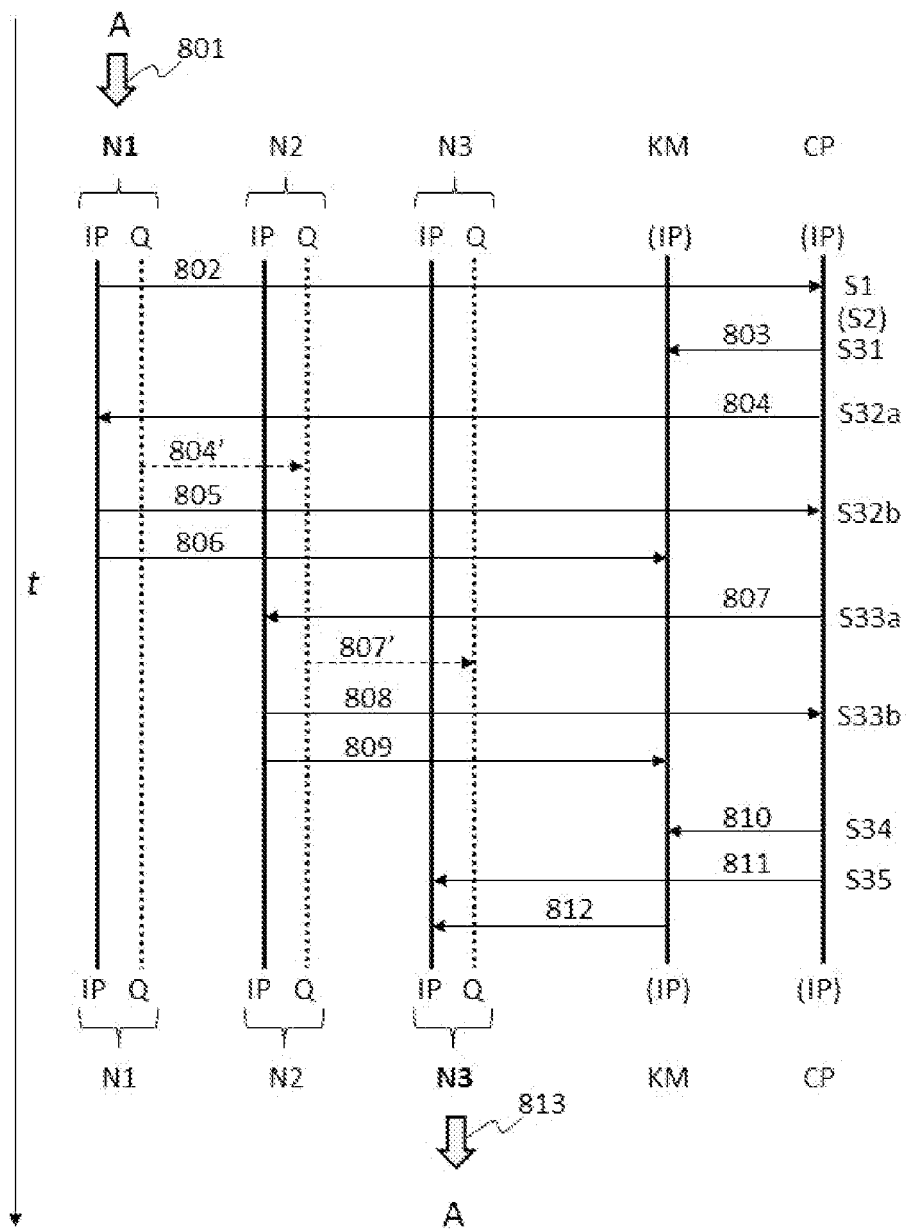 A
801
N1 N2 N3 KM CP
IP Q IP Q IP Q (IP) (IP)
802 S1
(S2)
803 S31
804 S32a
804'
805 S32b
806
t
807 S33a
807'
808 S33b
809
810 S34
811 S35
812
IP Q IP Q IP Q (IP) (IP)
N1 N2 N3 KM CP
813
A